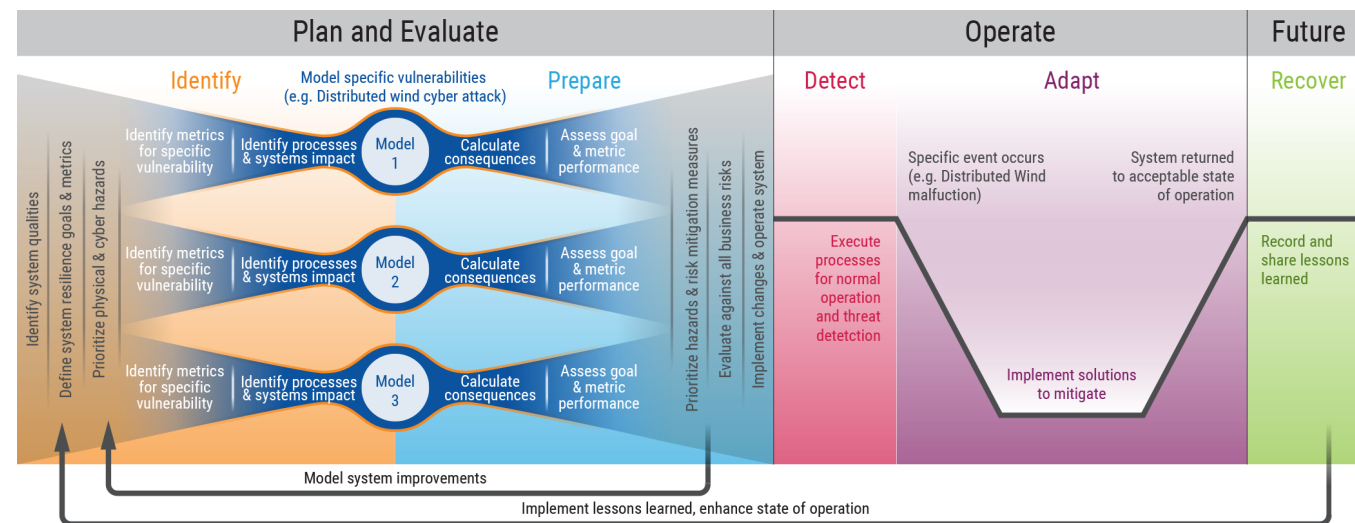 Plan and Evaluate
Operate
Future
Identify
Model specific vulnerabilities
(e.g. Distributed wind cyber attack)
Prepare
Detect
Adapt
Recover
Identify system qualities
Define system resilience goals & metrics
Prioritize physical & cyber hazards
Identify metrics
for specific
vulnerability
Identify processes
& systems impact
Model
1
Calculate
consequences
Assess goal
& metric
performance
Identify metrics
for specific
vulnerability
Identify processes
& systems impact
Model
2
Calculate
consequences
Assess goal
& metric
performance
Identify metrics
for specific
vulnerability
Identify processes
& systems impact
Model
3
Calculate
consequences
Assess goal
& metric
performance
Prioritize hazards & risk mitigation measures
Evaluate against all business risks
Implement changes & operate system
Execute
processes
for normal
operation
and threat
detetction
Specific event occurs
(e.g. Distributed Wind
malfuction)
System returned
to acceptable state
of operation
Implement solutions
to mitigate
Record and
share lessons
learned
Model system improvements
Implement lessons learned, enhance state of operation